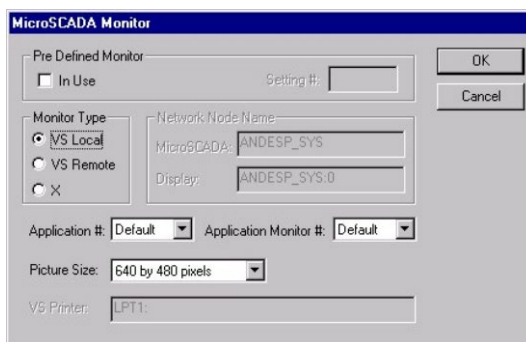 MicroSCADA Monitor
Pre Defined Monitor
In Use
Setting #:
OK
Cancel
Monitor Type
VS Local
VS Remote
X
Network Node Name
MicroSCADA: ANDESP_SYS
Display: ANDESP_SYS:0
Application #: Default Application Monitor #: Default
Picture Size: 640 by 480 pixels
VS Printer: LPT1: